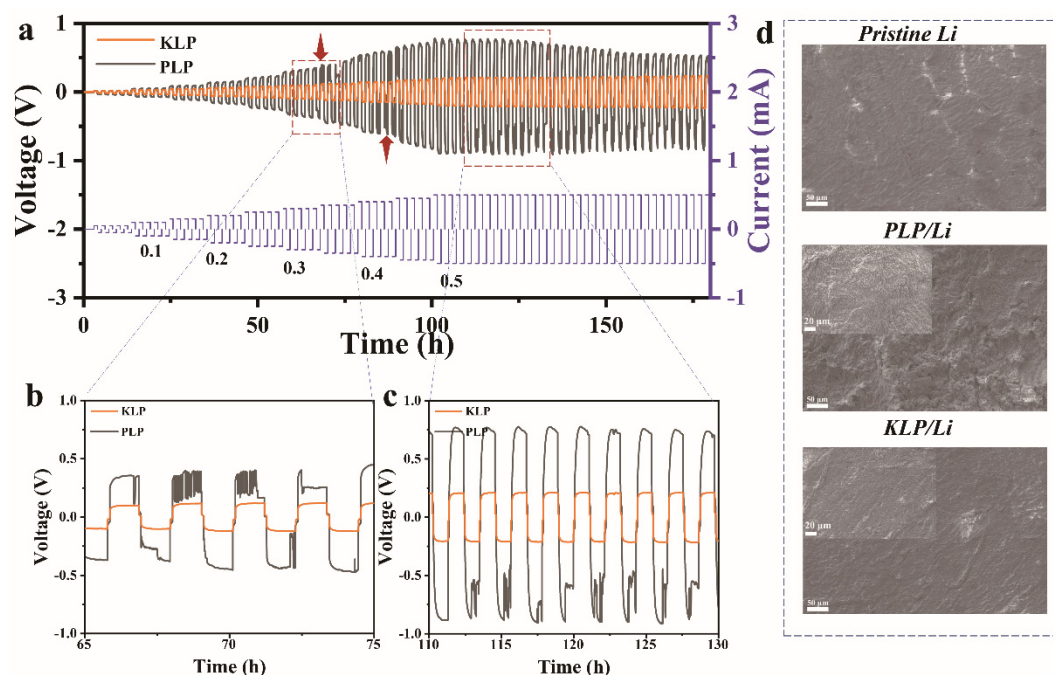 a
KLP
PLP
1
0
-1
-2
-3
Voltage (V)
3
2
1
0
-1
Current (mA)
0.1
0.2
0.3
0.4
0.5
0
50
100
150
Time (h)
b
KLP
PLP
1.0
0.5
0.0
-0.5
-1.0
Voltage (V)
65
70
75
Time (h)
c
KLP
PLP
1.0
0.5
0.0
-0.5
-1.0
Voltage (V)
110
115
120
125
130
Time (h)
d
Pristine Li
50 μm
PLP/Li
20 μm
50 μm
KLP/Li
20 μm
50 μm